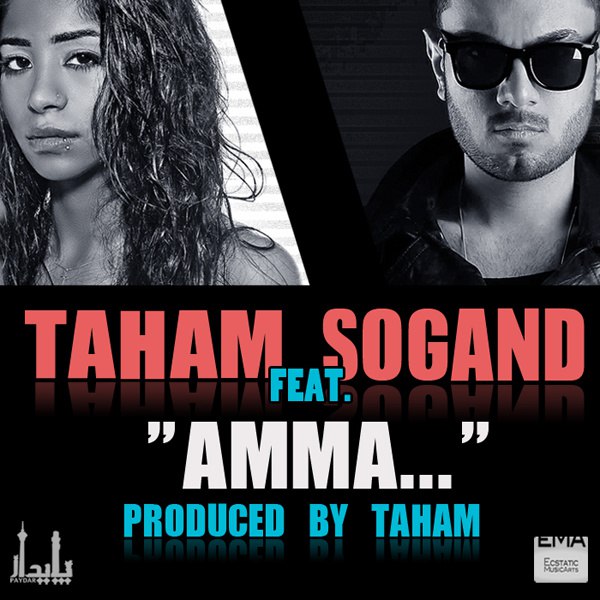 TAHAM SOGAND
FEAT.
"AMMA..."
PRODUCED BY TAHAM
پایدار
PAYDAR
EMA
ECSTATIC
MUSICARTS